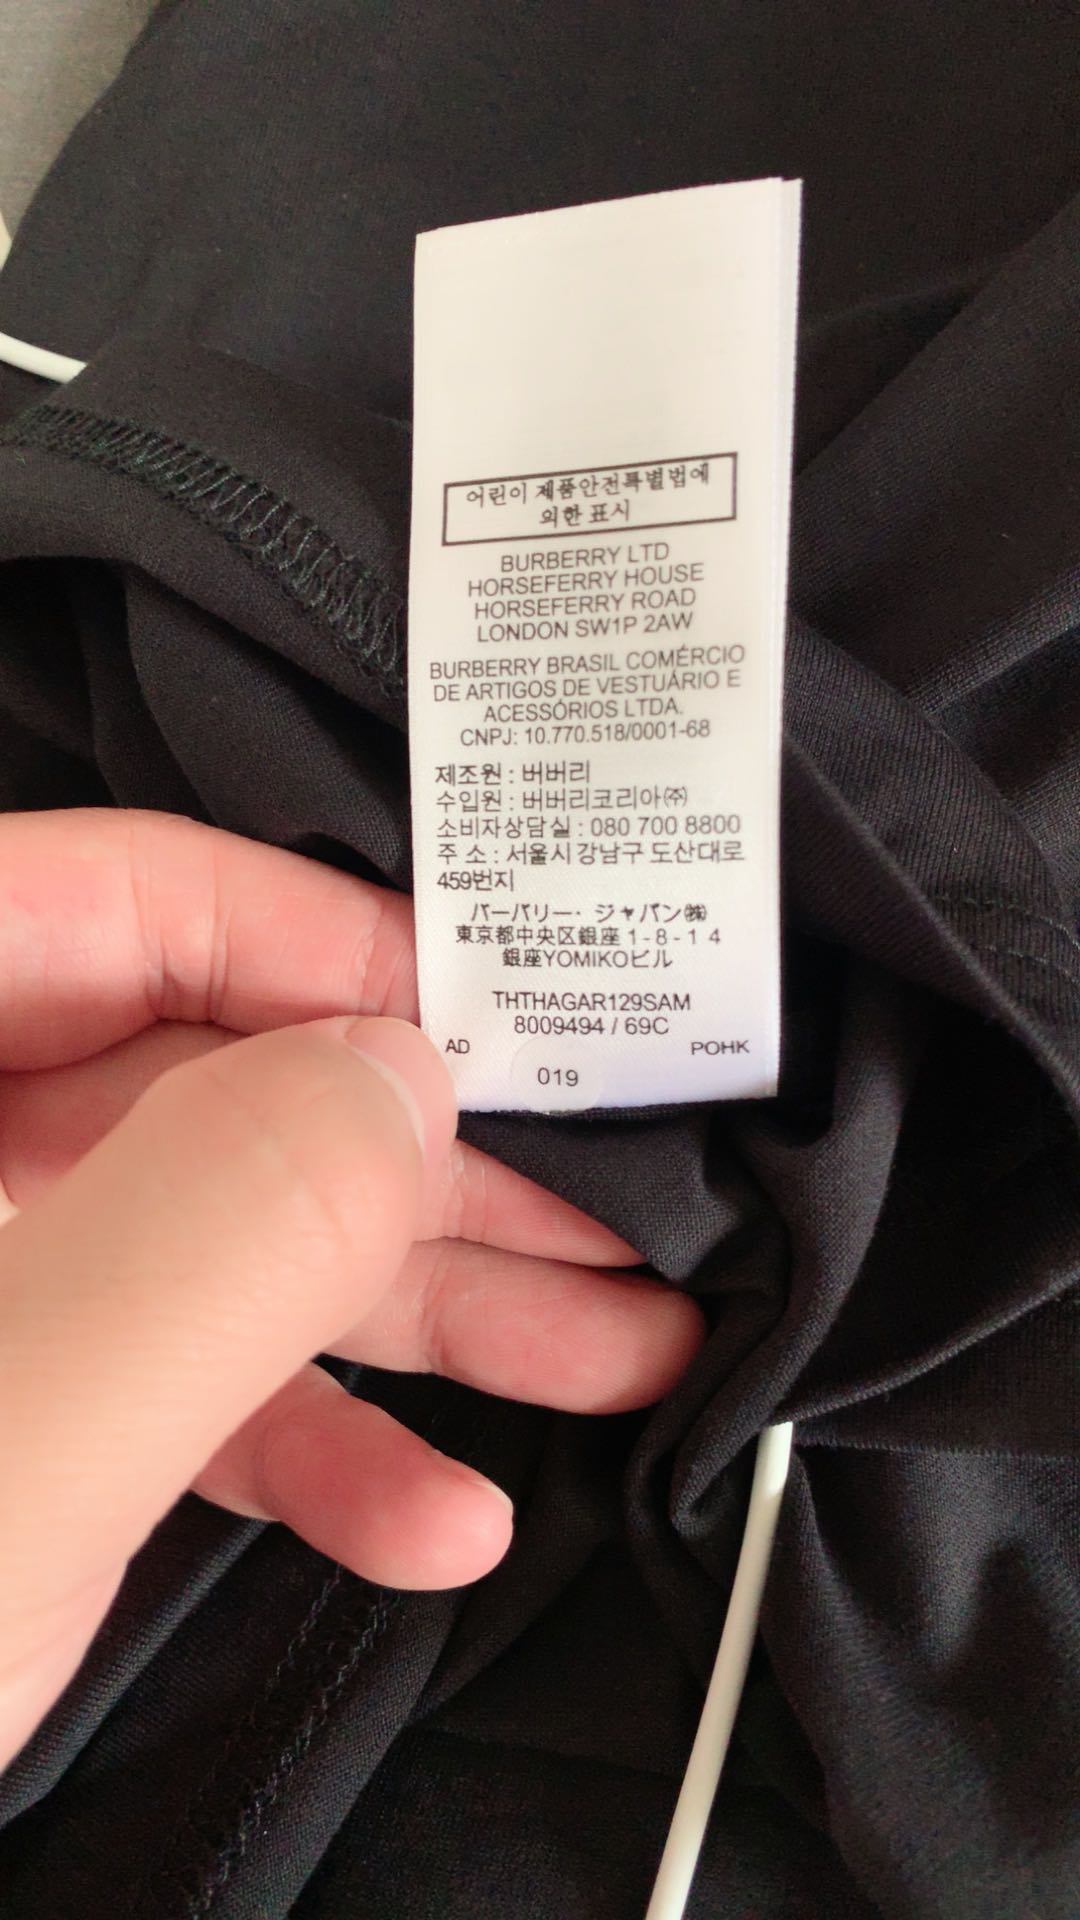 어린이 제품안전특별법에
의한 표시
BURBERRY LTD
HORSEFERRY HOUSE
HORSEFERRY ROAD
LONDON SW1P 2AW
BURBERRY BRASIL COMÉRCIO
DE ARTIGOS DE VESTUÁRIO E
ACESSÓRIOS LTDA.
CNPJ: 10.770.518/0001-68
제조원 : 버버리
수입원 : 버버리코리아㈜
소비자상담실 : 080 700 8800
주 소 : 서울시 강남구 도산대로
459번지
バーバリー・ジャパン㈱
東京都中央区銀座 1 - 8 - 1 4
銀座YOMIKOビル
THTHAGAR129SAM
8009494 / 69C
AD POHK
019